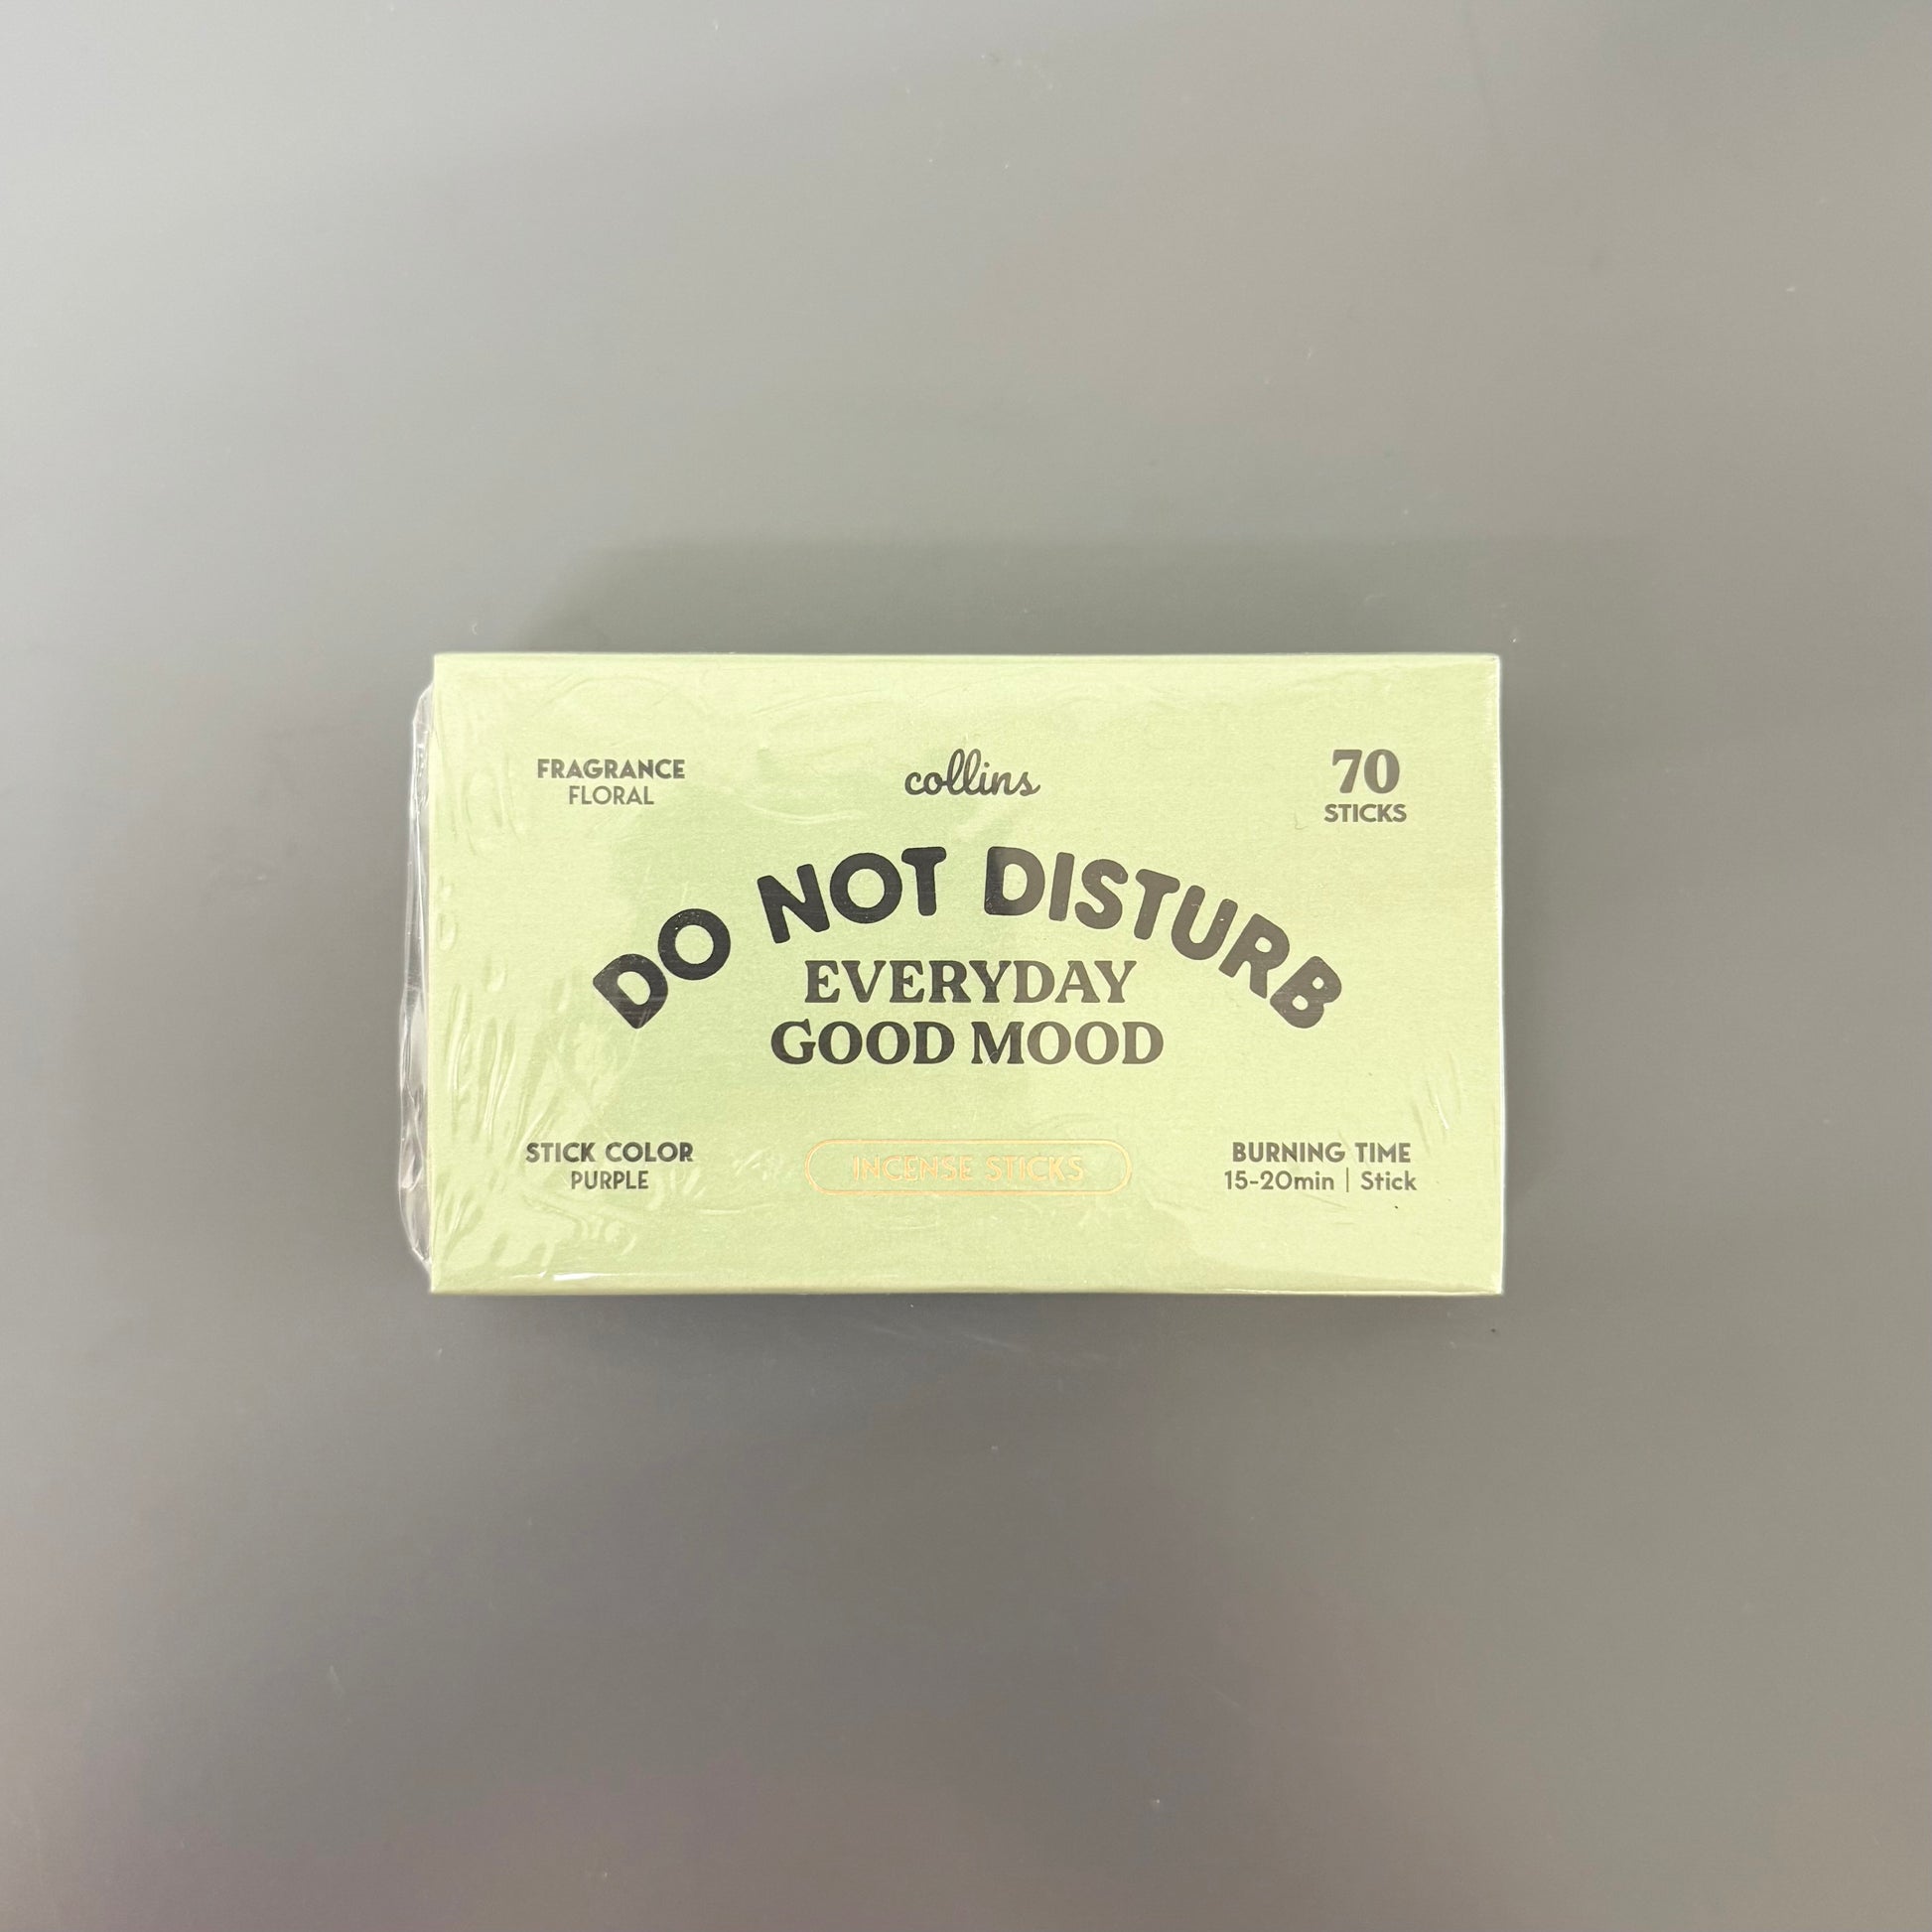 FRAGRANCE
FLORAL
collins
70
STICKS
DO NOT DISTURB
EVERYDAY
GOOD MOOD
STICK COLOR
PURPLE
INCENSE STICKS
BURNING TIME
15-20min | Stick